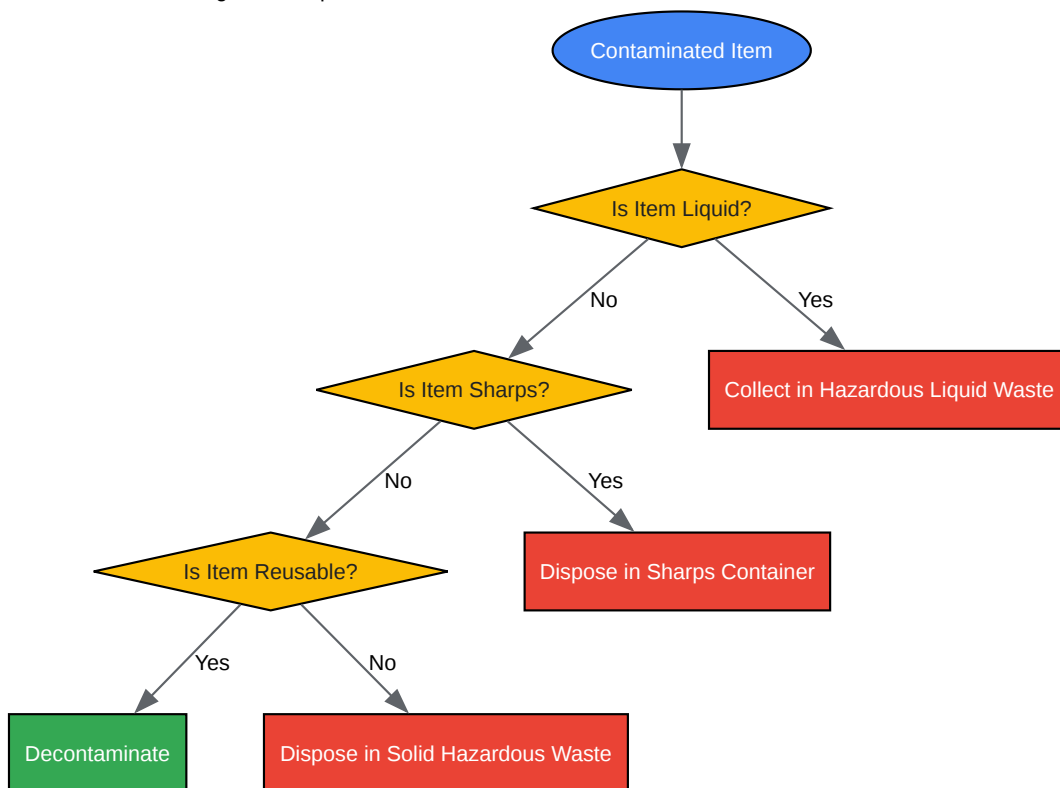 Contaminated Item
Is Item Liquid?
No
Yes
Is Item Sharps?
Collect in Hazardous Liquid Waste
No
Yes
Is Item Reusable?
Dispose in Sharps Container
Yes
No
Decontaminate
Dispose in Solid Hazardous Waste